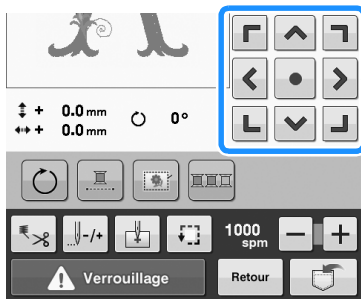 + 0.0 mm
+ 0.0 mm 0°
-/+
1000 spm
- +
Verrouillage
Retour